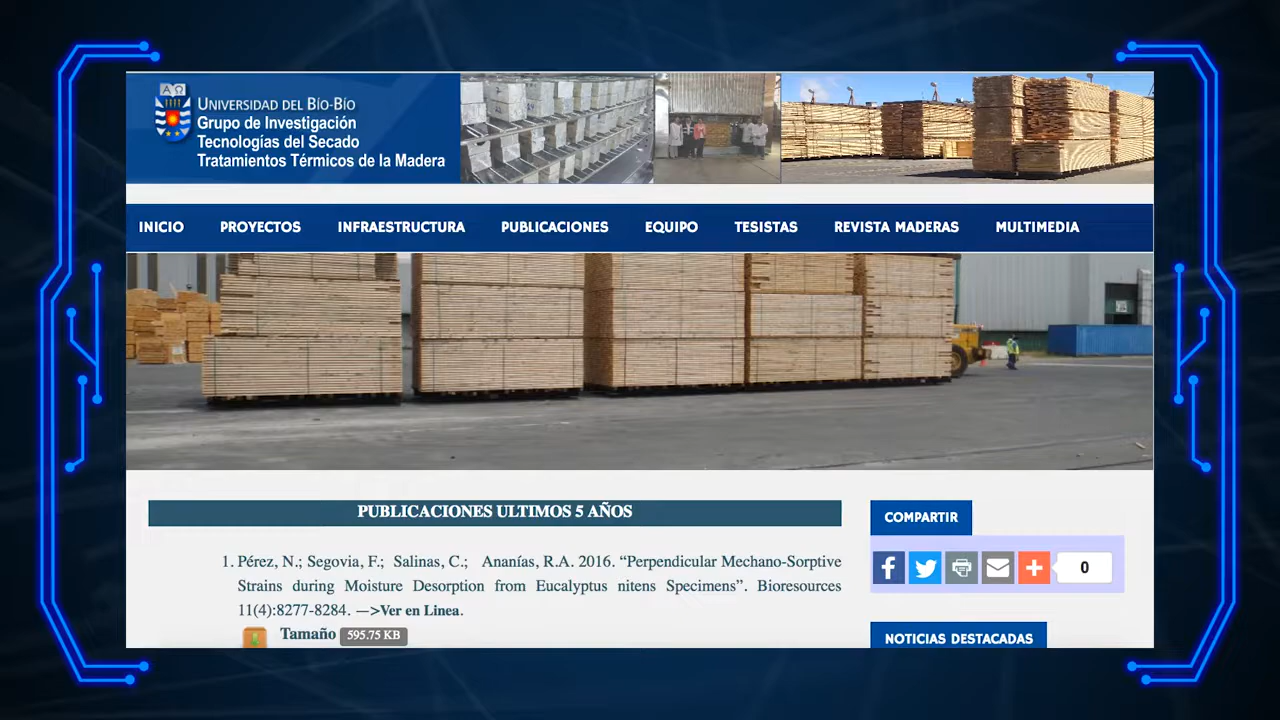 UNIVERSIDAD DEL BÍO-BÍO
Grupo de Investigación
Tecnologías del Secado
Tratamientos Térmicos de la Madera
INICIO PROYECTOS INFRAESTRUCTURA PUBLICACIONES EQUIPO TESISTAS REVISTA MADERAS MULTIMEDIA
PUBLICACIONES ULTIMOS 5 AÑOS
1. Pérez, N.; Segovia, F.; Salinas, C.; Ananías, R.A. 2016. “Perpendicular Mechano-Sorptive
Strains during Moisture Desorption from Eucalyptus nitens Specimens”. Bioresources
11(4):8277-8284. —>Ver en Linea.
Tamaño 595.75 KB
COMPARTIR
0
NOTICIAS DESTACADAS